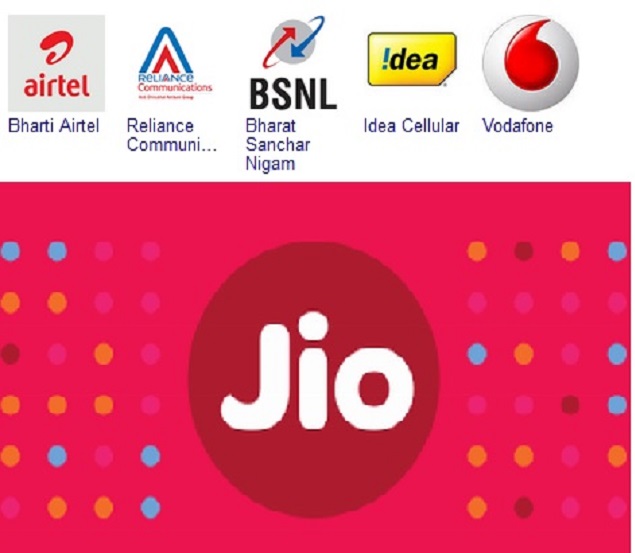 airtel
RELIANCE
Communications
BSNL
!dea
Bharti Airtel
Reliance
Communi...
Bharat
Sanchar
Nigam
Idea Cellular
Vodafone
Jio